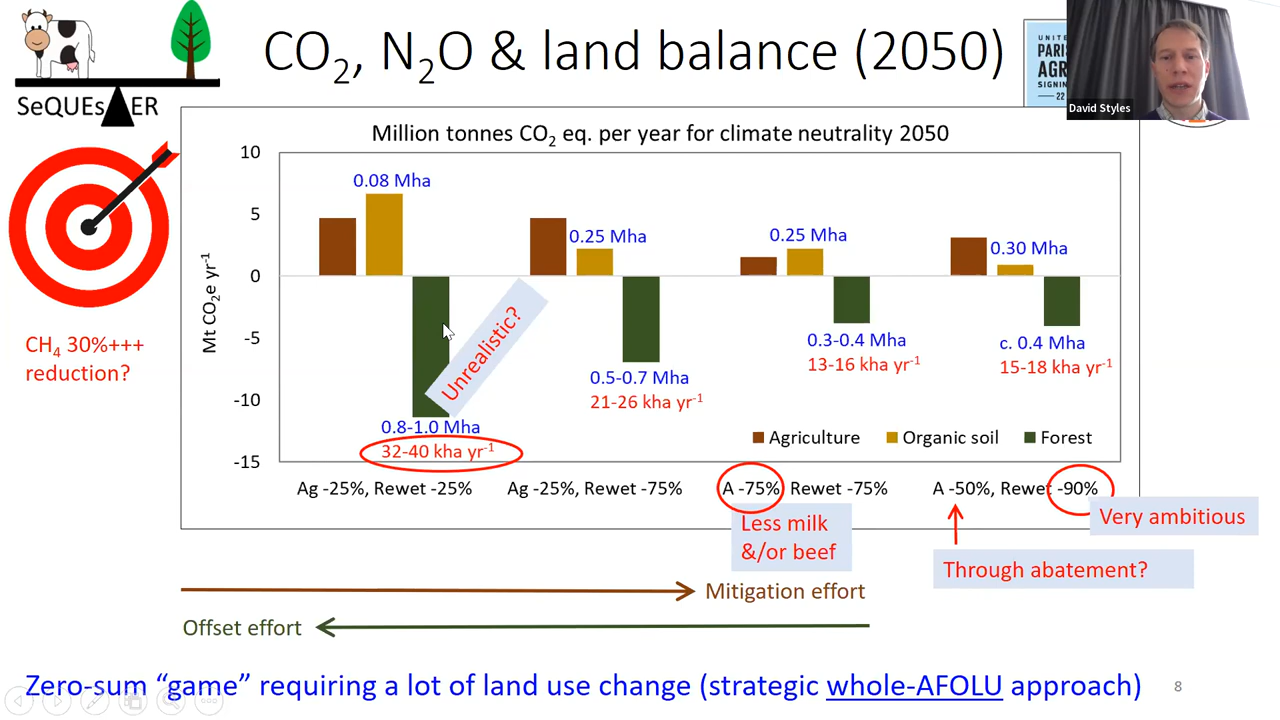 CO₂, N₂O & land balance (2050)
UNITE
PARIS
AGR
SIGNIN
22
David Styles
SeQUEsTER
Million tonnes CO₂ eq. per year for climate neutrality 2050
Mt CO₂e yr⁻¹
10
5
0
-5
-10
-15
0.08 Mha
0.25 Mha
0.25 Mha
0.30 Mha
CH₄ 30%+++
reduction?
Unrealistic?
0.8-1.0 Mha
32-40 kha yr⁻¹
0.5-0.7 Mha
21-26 kha yr⁻¹
0.3-0.4 Mha
13-16 kha yr⁻¹
c. 0.4 Mha
15-18 kha yr⁻¹
Agriculture
Organic soil
Forest
Ag -25%, Rewet -25%
Ag -25%, Rewet -75%
A -75% Rewet -75%
A -50%, Rewet -90%
Less milk
&/or beef
Very ambitious
Through abatement?
Mitigation effort
Offset effort
Zero-sum “game” requiring a lot of land use change (strategic whole-AFOLU approach)
8